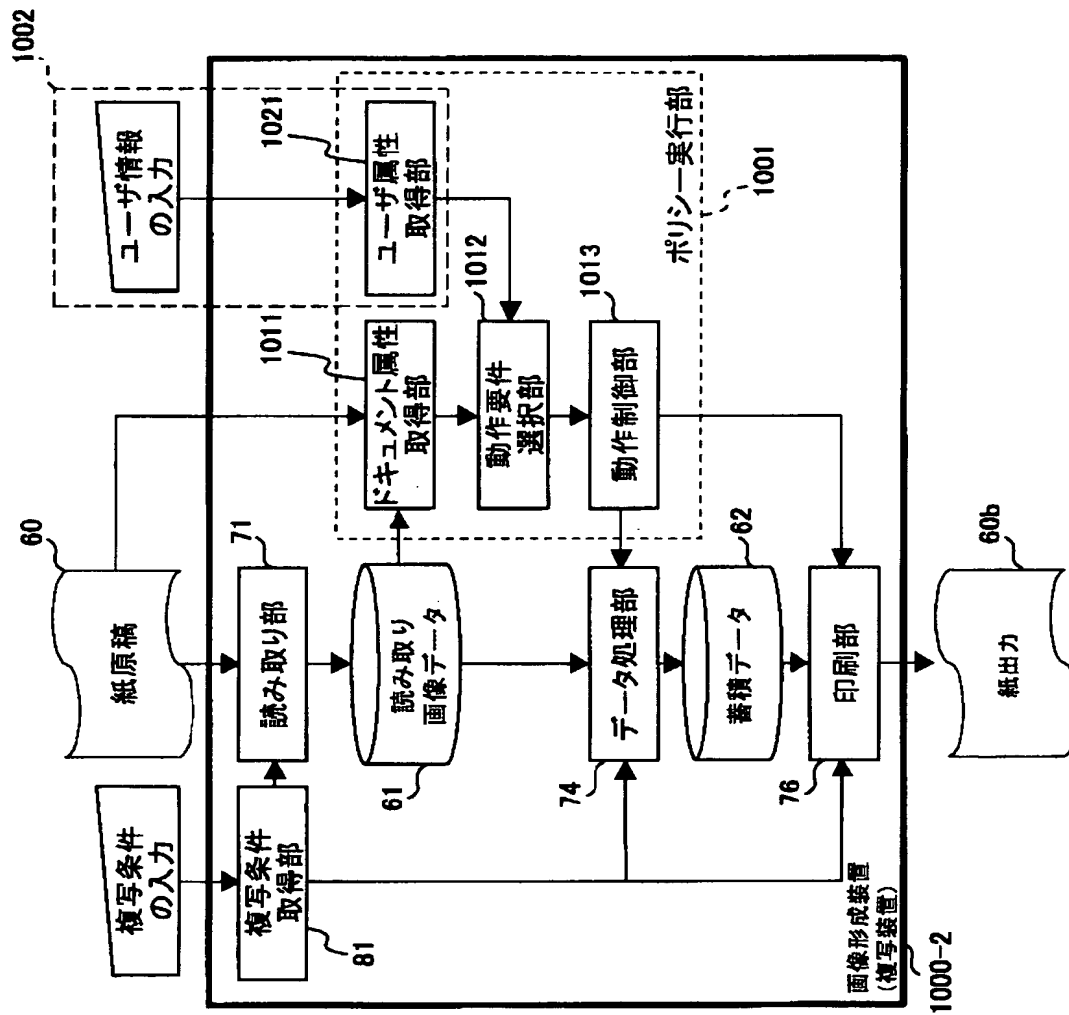 複写条件
の入力
紙原稿
60
ユーザ情報
の入力
1002
複写条件
取得部
81
読み取り部
71
読み取り
画像データ
61
ドキュメント属性
取得部
1011
ユーザ属性
取得部
1021
動作要件
選択部
1012
動作制御部
1013
ポリシー実行部
1001
データ処理部
74
蓄積データ
62
印刷部
76
画像形成装置
(複写装置)
1000-2
紙出力
60b